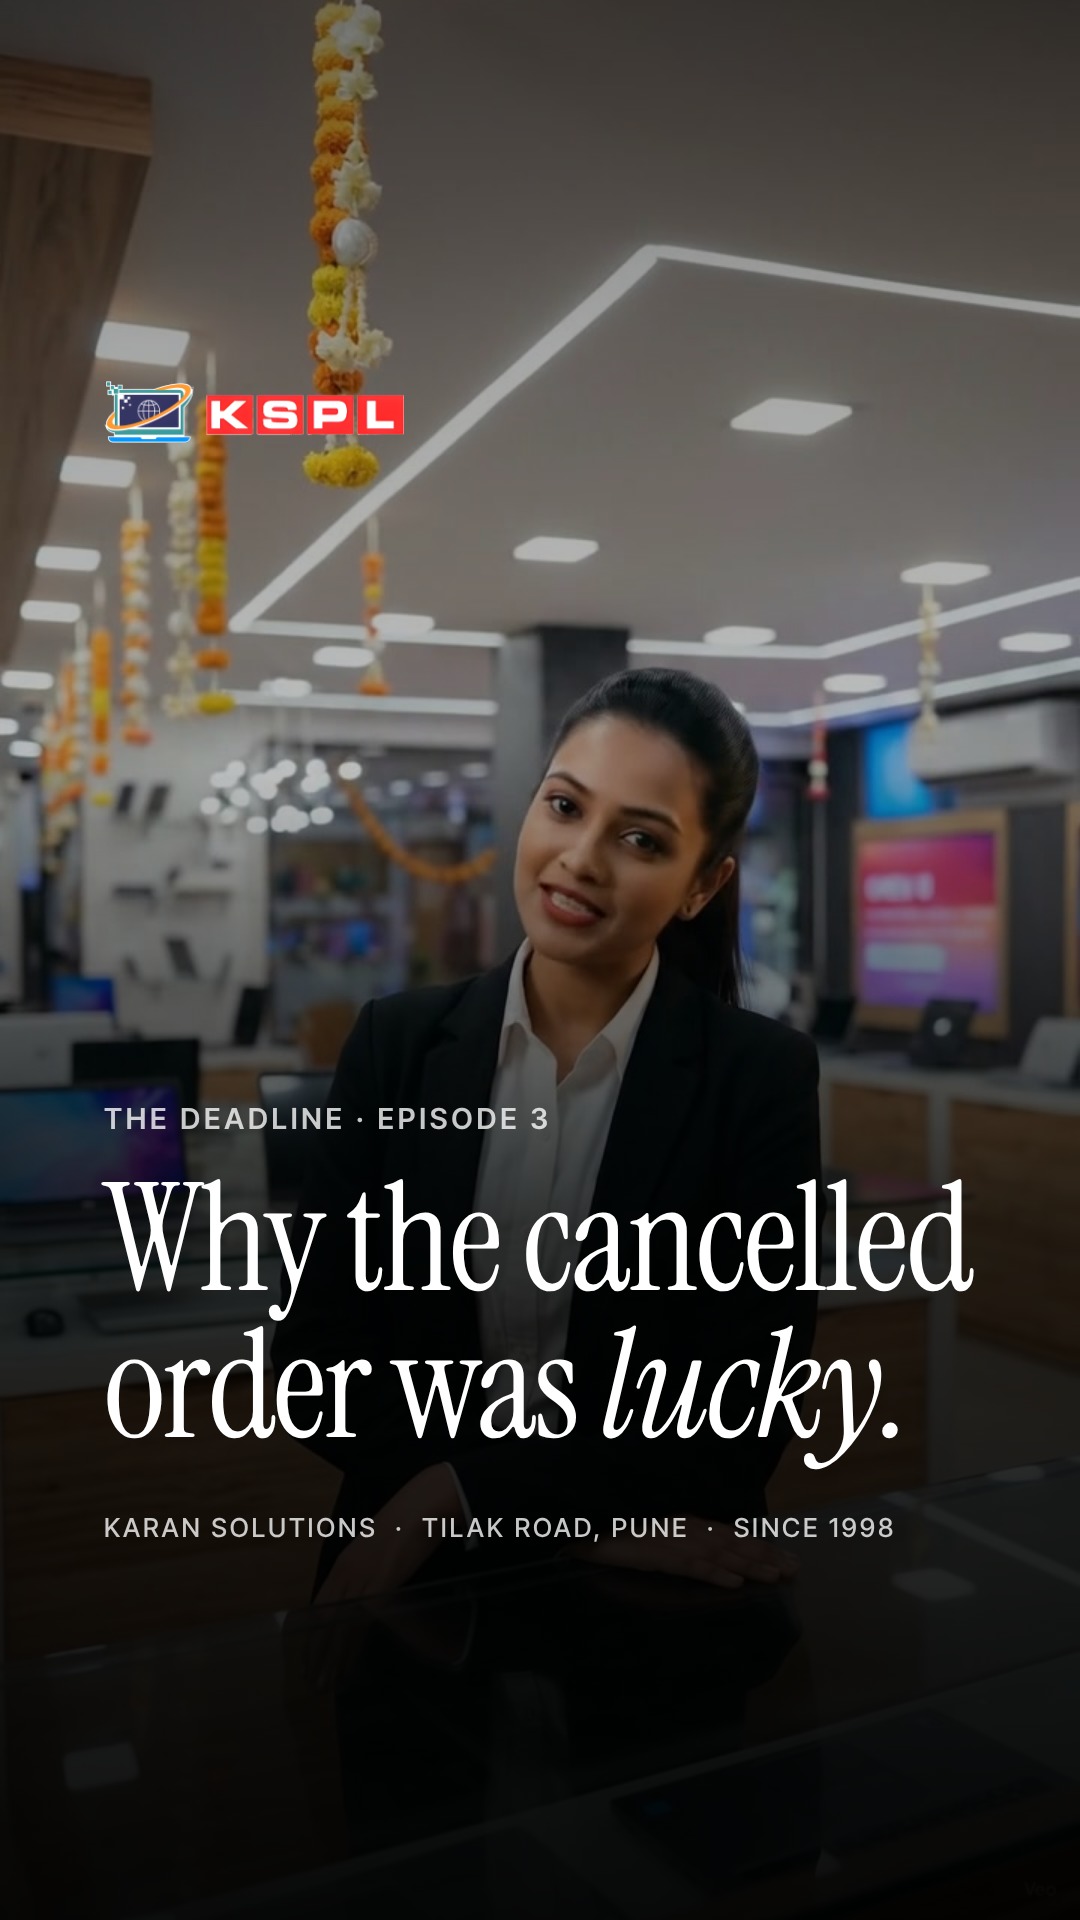 KSPL
THE DEADLINE · EPISODE 3
Why the cancelled
order was lucky.
KARAN SOLUTIONS · TILAK ROAD, PUNE · SINCE 1998